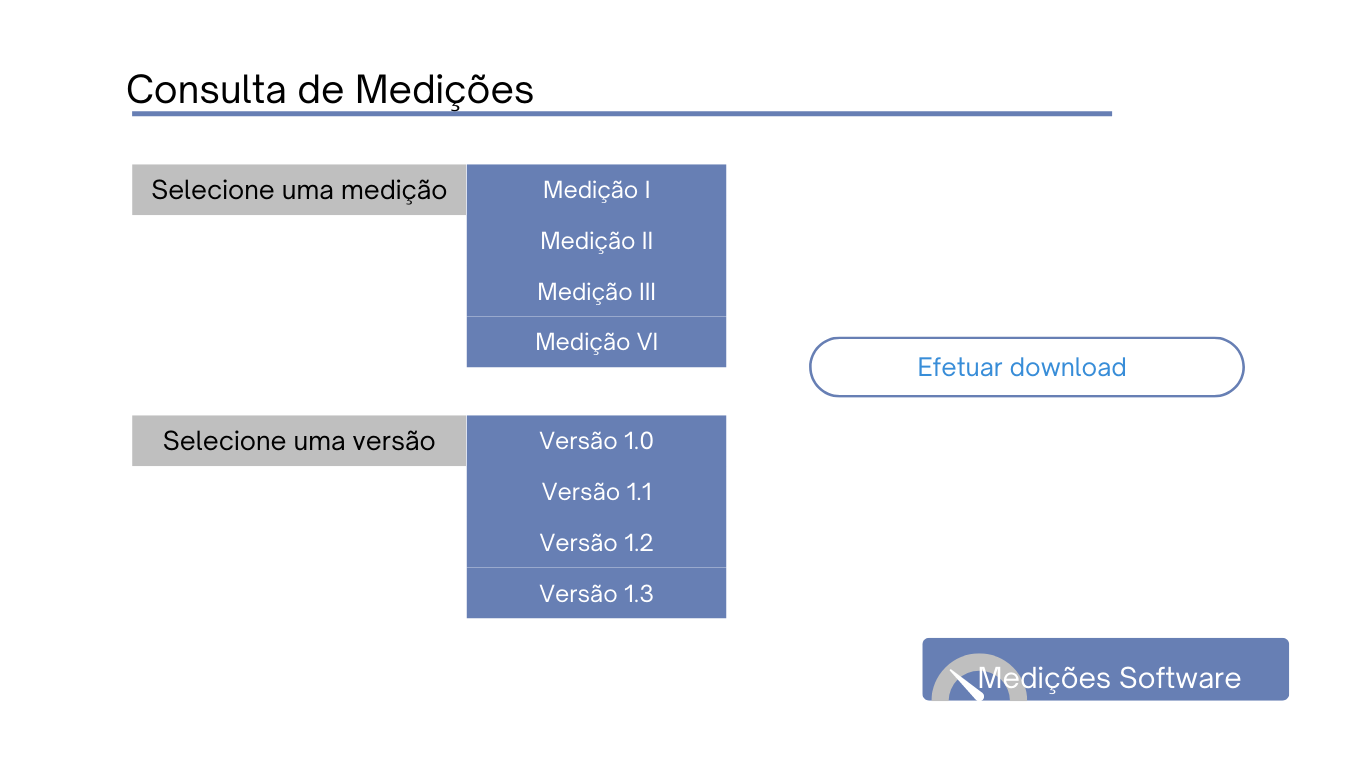 Consulta de Medições
Selecione uma medição
Medição I
Medição II
Medição III
Medição VI
Efetuar download
Selecione uma versão
Versão 1.0
Versão 1.1
Versão 1.2
Versão 1.3
Medições Software